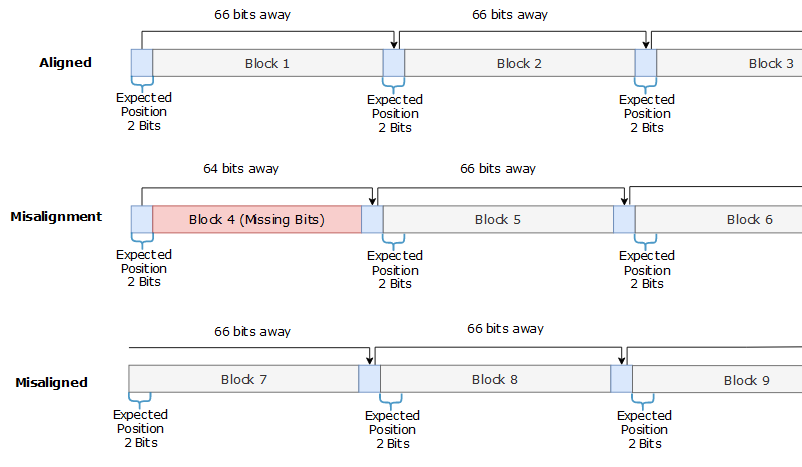 66 bits away
66 bits away
Aligned
Block 1
Block 2
Block 3
Expected
Position
2 Bits
Expected
Position
2 Bits
Expected
Position
2 Bits
64 bits away
66 bits away
Misalignment
Block 4 (Missing Bits)
Block 5
Block 6
Expected
Position
2 Bits
Expected
Position
2 Bits
Expected
Position
2 Bits
66 bits away
66 bits away
Misaligned
Block 7
Block 8
Block 9
Expected
Position
2 Bits
Expected
Position
2 Bits
Expected
Position
2 Bits